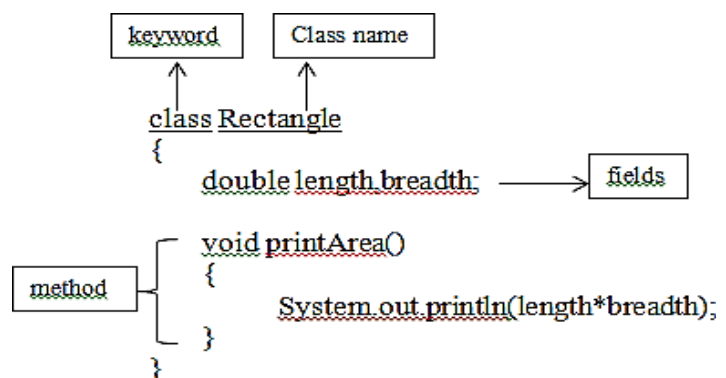 keyword
Class name
class Rectangle
{
double length,breadth;
fields
void printArea()
{
method
System.out.println(length*breadth);
}
}